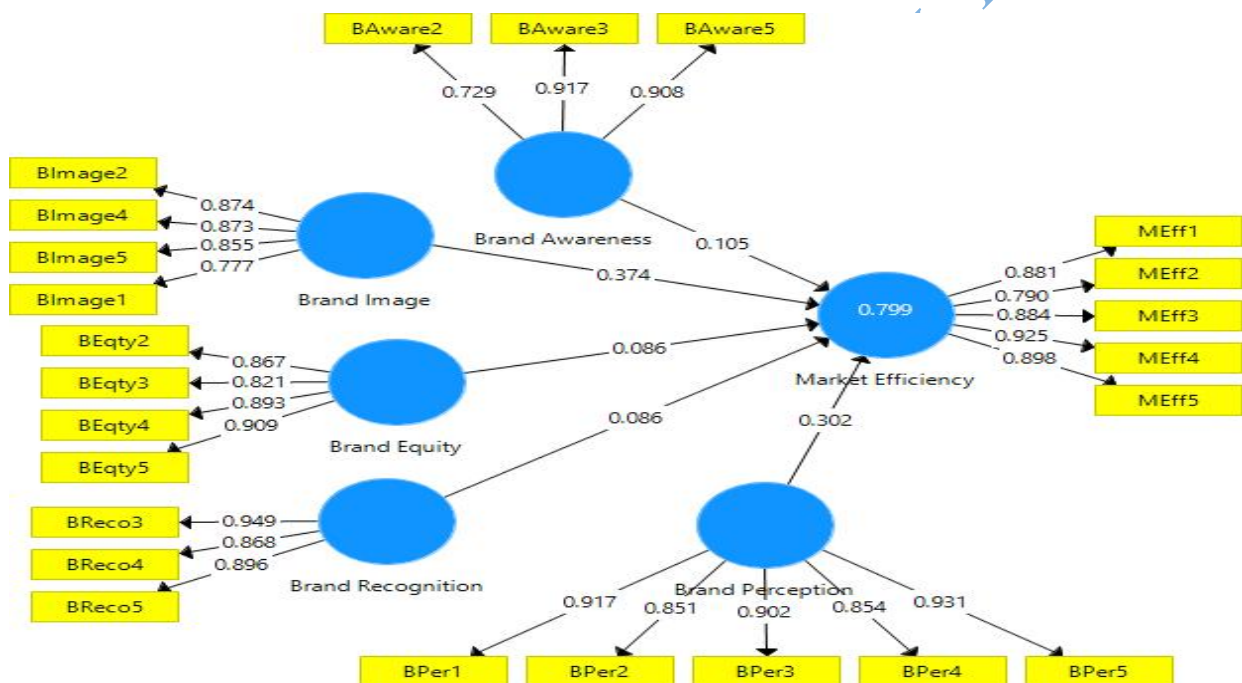 BAware2
BAware3
BAware5
0.729
0.917
0.908
Brand Awareness
BImage2
BImage4
BImage5
BImage1
0.874
0.873
0.855
0.777
Brand Image
0.105
0.374
BEqty2
BEqty3
BEqty4
BEqty5
0.867
0.821
0.893
0.909
Brand Equity
0.086
0.799
Market Efficiency
MEff1
MEff2
MEff3
MEff4
MEff5
0.881
0.790
0.884
0.925
0.898
BReco3
BReco4
BReco5
0.949
0.868
0.896
Brand Recognition
0.086
0.302
Brand Perception
0.917
0.851
0.902
0.854
0.931
BPer1
BPer2
BPer3
BPer4
BPer5